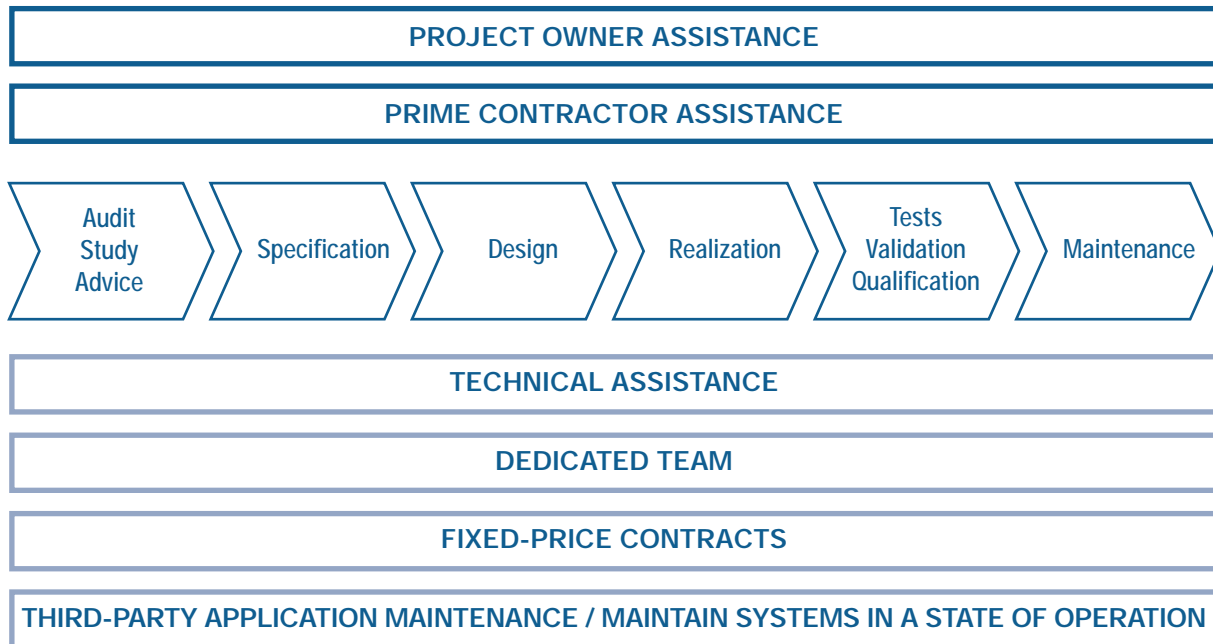 PROJECT OWNER ASSISTANCE
PRIME CONTRACTOR ASSISTANCE
Audit
Study
Advice
Specification
Design
Realization
Tests
Validation
Qualification
Maintenance
TECHNICAL ASSISTANCE
DEDICATED TEAM
FIXED-PRICE CONTRACTS
THIRD-PARTY APPLICATION MAINTENANCE / MAINTAIN SYSTEMS IN A STATE OF OPERATION